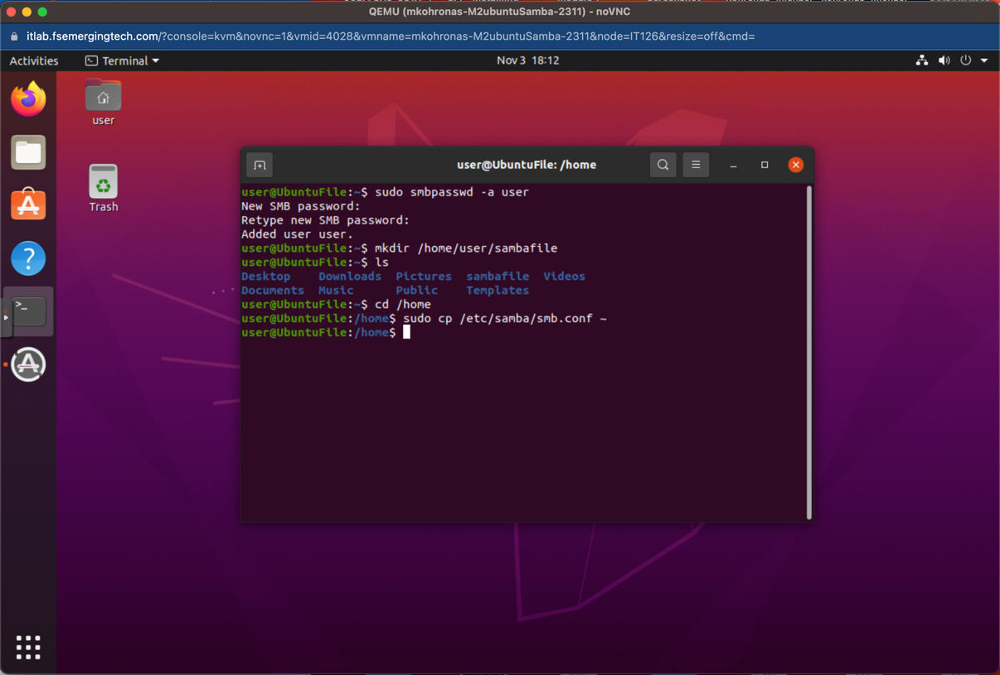 QEMU (mkohronas-M2ubuntuSamba-2311) - noVNC
itlab.fsemergingtech.com/?console=kvm&novnc=1&vmid=4028&vmname=mkohronas-M2ubuntuSamba-2311&node=IT126&resize=off&cmd=
Activities Terminal Nov 3 18:12
user
Trash
user@UbuntuFile: /home
user@UbuntuFile:~$ sudo smbpasswd -a user
New SMB password:
Retype new SMB password:
Added user user.
user@UbuntuFile:~$ mkdir /home/user/sambafile
user@UbuntuFile:~$ ls
Desktop Downloads Pictures sambafile Videos
Documents Music Public Templates
user@UbuntuFile:~$ cd /home
user@UbuntuFile:/home$ sudo cp /etc/samba/smb.conf ~
user@UbuntuFile:/home$